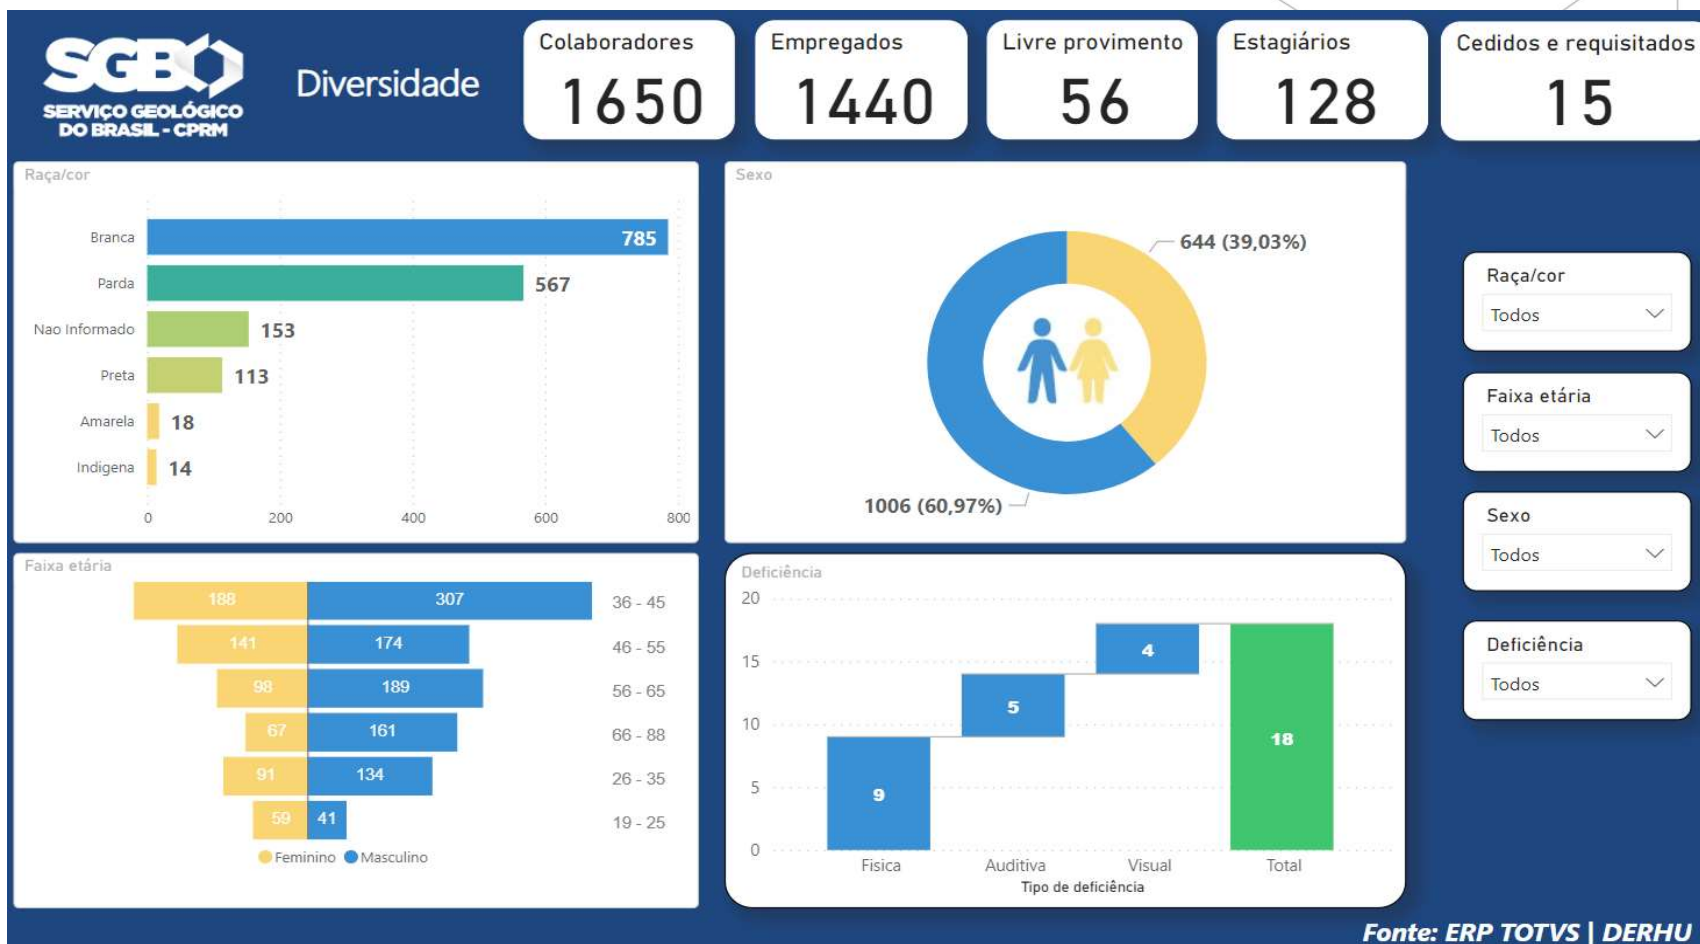 SGB
SERVIÇO GEOLÓGICO
DO BRASIL - CPRM
Diversidade
Colaboradores
1650
Empregados
1440
Livre provimento
56
Estagiários
128
Cedidos e requisitados
15
Raça/cor
Branca
785
Parda
567
Nao Informado
153
Preta
113
Amarela
18
Indigena
14
0 200 400 600 800
Sexo
644 (39,03%)
1006 (60,97%)
Raça/cor
Todos
Faixa etária
Todos
Sexo
Todos
Deficiência
Todos
Faixa etária
188 307 36 - 45
141 174 46 - 55
98 189 56 - 65
67 161 66 - 88
91 134 26 - 35
59 41 19 - 25
Feminino Masculino
Deficiência
20
15
10
5
0
9
5
4
18
Fisica Auditiva Visual Total
Tipo de deficiência
Fonte: ERP TOTVS | DERHU